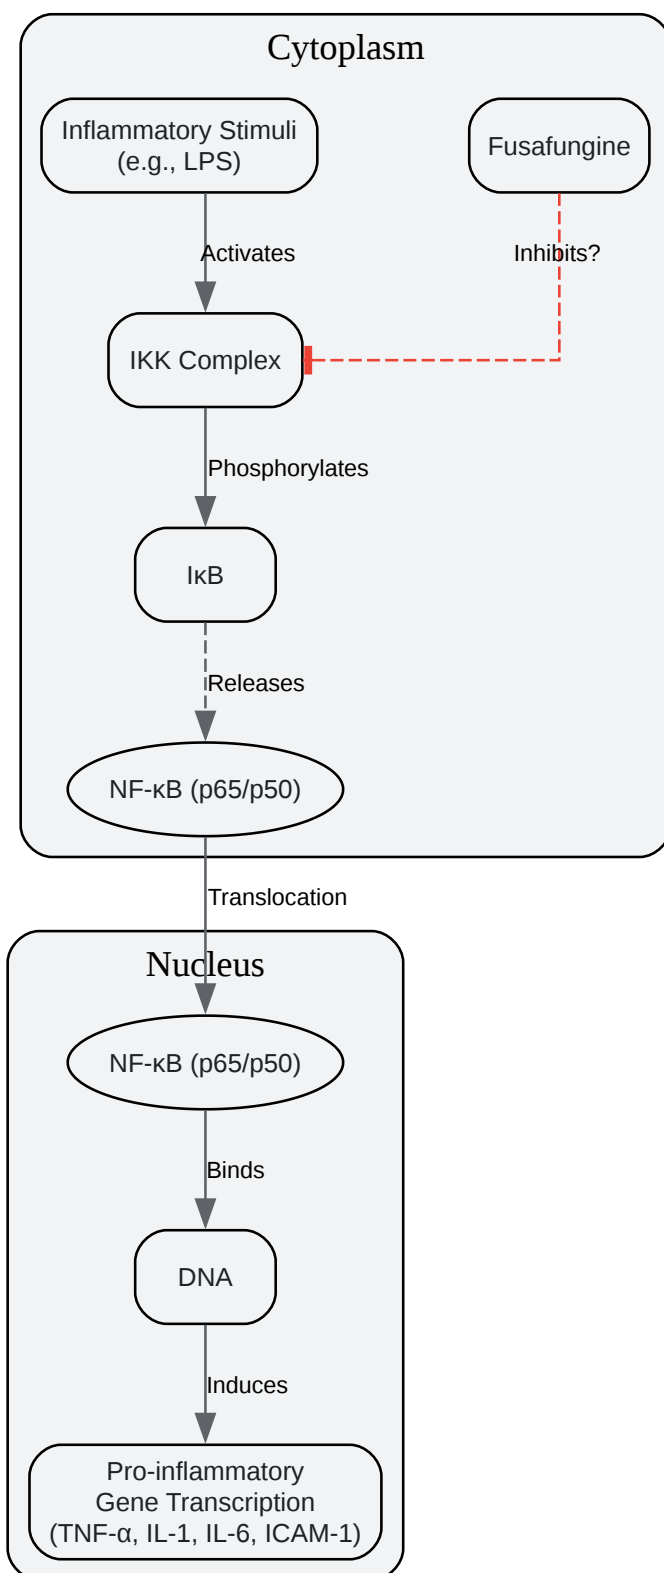 Cytoplasm
Inflammatory Stimuli
(e.g., LPS)
Fusafungine
Activates
Inhibits?
IKK Complex
Phosphorylates
IκB
Releases
NF-κB (p65/p50)
Translocation
Nucleus
NF-κB (p65/p50)
Binds
DNA
Induces
Pro-inflammatory
Gene Transcription
(TNF-α, IL-1, IL-6, ICAM-1)